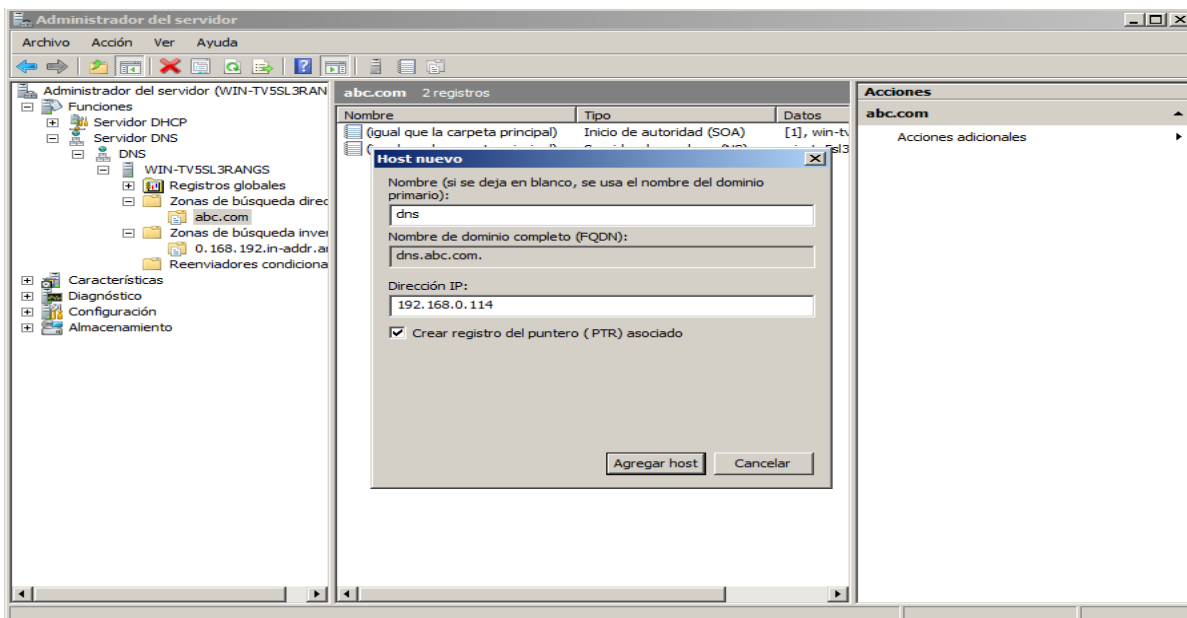 Administrador del servidor
Archivo Acción Ver Ayuda
Administrador del servidor (WIN-TV5SL3RAN
Funciones
Servidor DHCP
Servidor DNS
DNS
WIN-TV5SL3RANGS
Registros globales
Zonas de búsqueda direc
abc.com
Zonas de búsqueda inver
0.168.192.in-addr.ar
Reenviadores condiciona
Características
Diagnóstico
Configuración
Almacenamiento
abc.com 2 registros
Nombre Tipo Datos
(igual que la carpeta principal) Inicio de autoridad (SOA) [1], win-tv
Host nuevo
Nombre (si se deja en blanco, se usa el nombre del dominio
primario):
dns
Nombre de dominio completo (FQDN):
dns.abc.com.
Dirección IP:
192.168.0.114
Crear registro del puntero (PTR) asociado
Agregar host Cancelar
Acciones
abc.com
Acciones adicionales